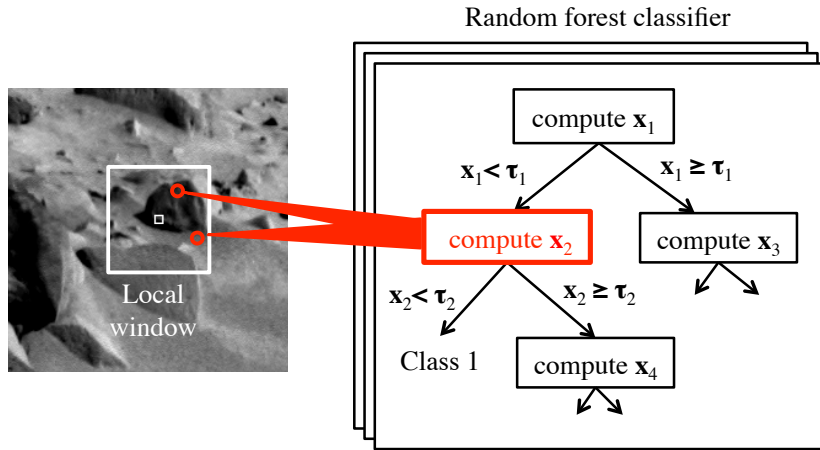 Random forest classifier
compute x₁
x₁ < τ₁
x₁ ≥ τ₁
compute x₂
compute x₃
x₂ < τ₂
x₂ ≥ τ₂
Local
window
Class 1
compute x₄